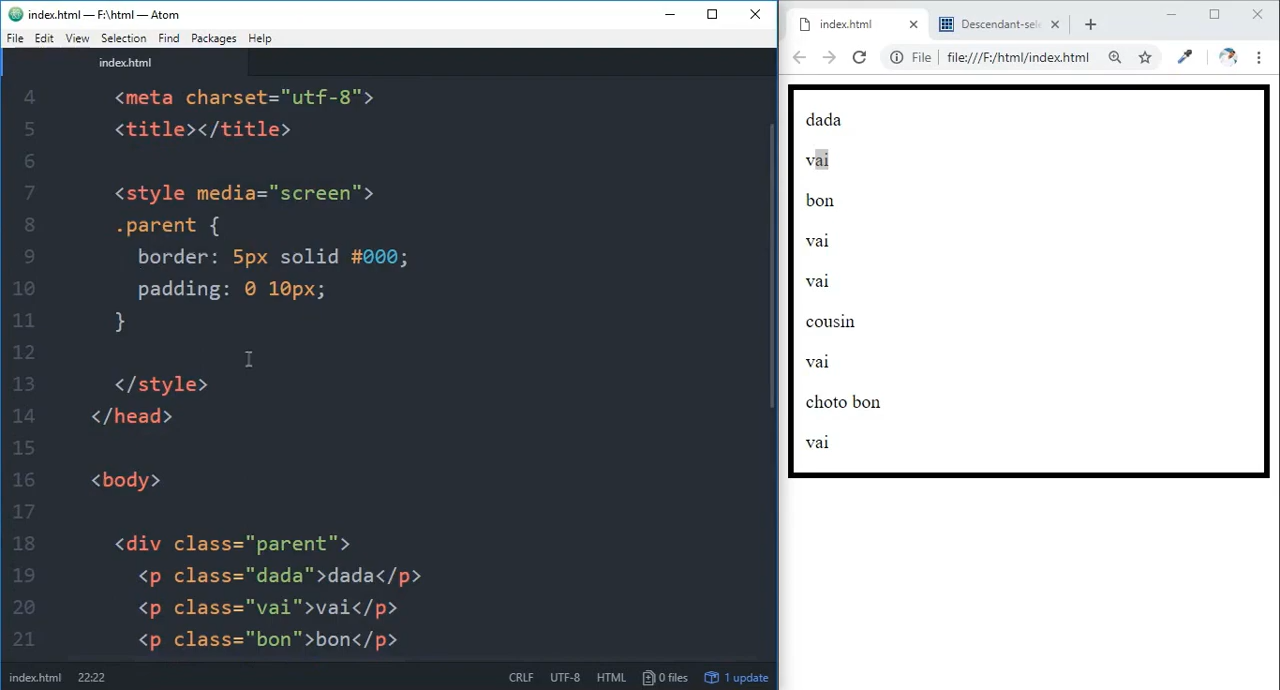 index.html — F:\html — Atom
File Edit View Selection Find Packages Help
index.html
4 <meta charset="utf-8">
5 <title></title>
6
7 <style media="screen">
8 .parent {
9 border: 5px solid #000;
10 padding: 0 10px;
11 }
12
13 </style>
14 </head>
15
16 <body>
17
18 <div class="parent">
19 <p class="dada">dada</p>
20 <p class="vai">vai</p>
21 <p class="bon">bon</p>
index.html 22:22 CRLF UTF-8 HTML 0 files 1 update
index.html Descendant-sele
File file:///F:/html/index.html
dada
vai
bon
vai
vai
cousin
vai
choto bon
vai